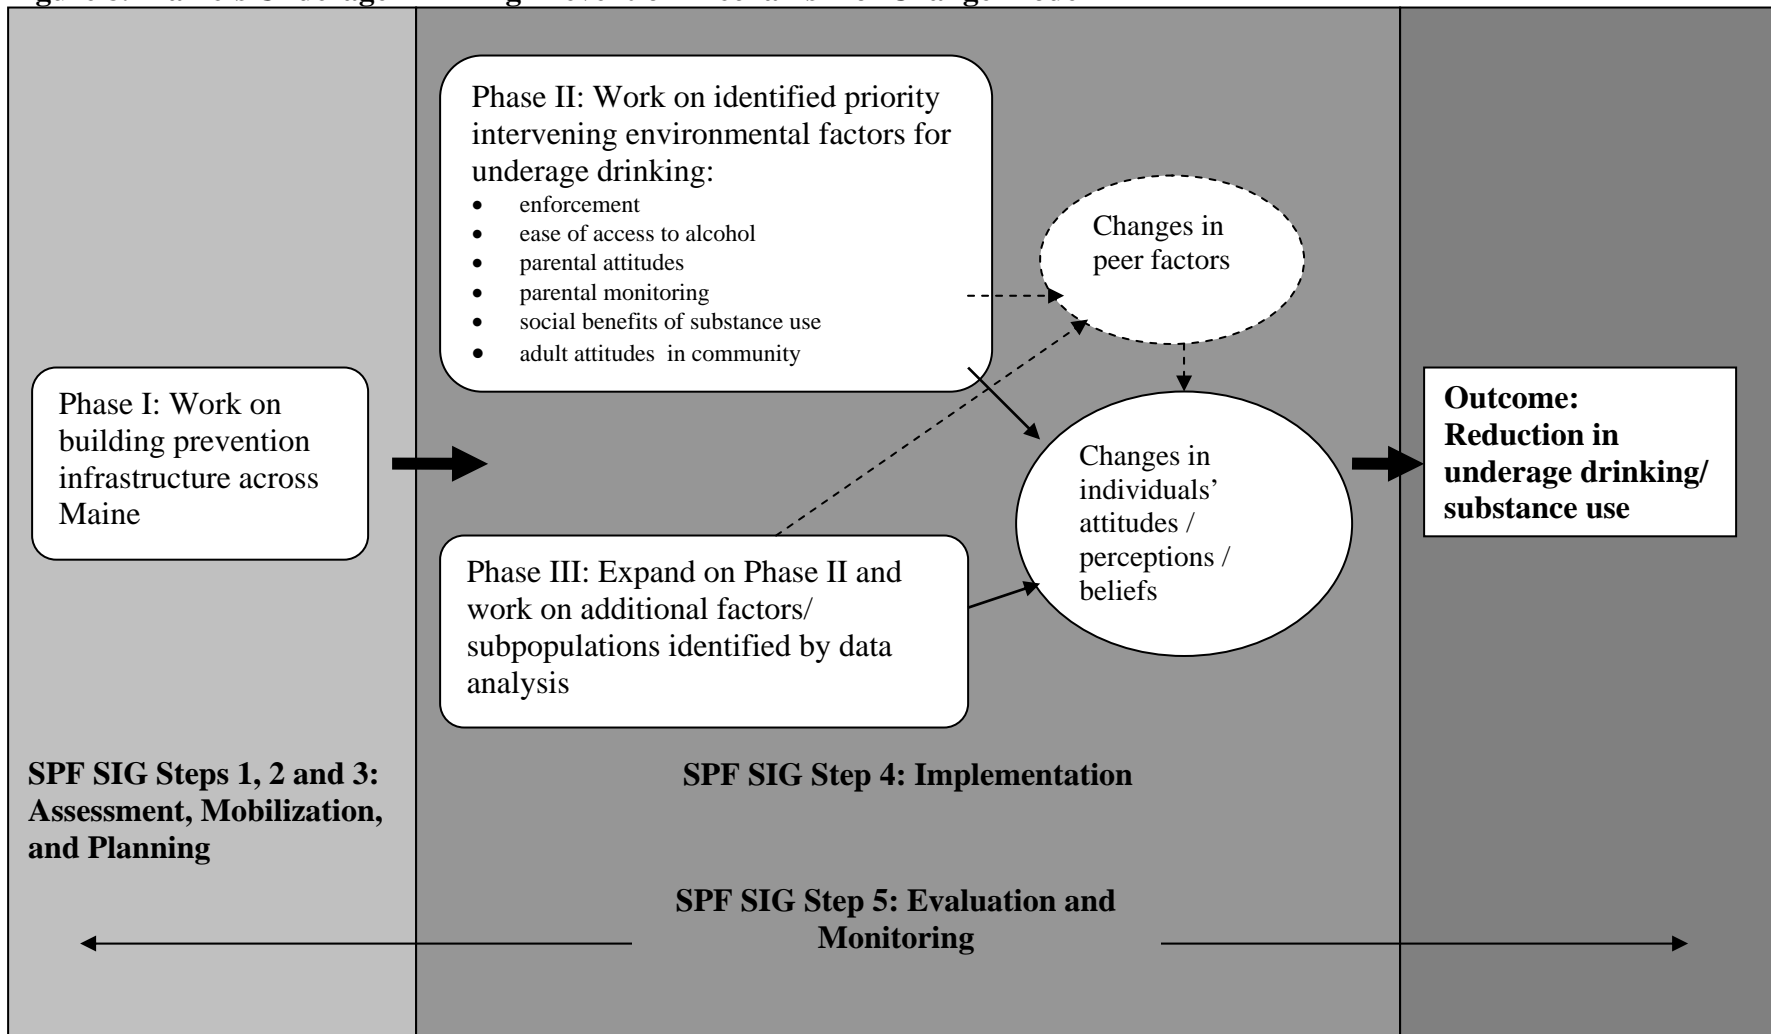 Phase II: Work on identified priority
intervening environmental factors for
underage drinking:
• enforcement
• ease of access to alcohol
• parental attitudes
• parental monitoring
• social benefits of substance use
• adult attitudes in community
Changes in
peer factors
Phase I: Work on
building prevention
infrastructure across
Maine
Changes in
individuals’
attitudes /
perceptions /
beliefs
Outcome:
Reduction in
underage drinking/
substance use
Phase III: Expand on Phase II and
work on additional factors/
subpopulations identified by data
analysis
SPF SIG Steps 1, 2 and 3:
Assessment, Mobilization,
and Planning
SPF SIG Step 4: Implementation
SPF SIG Step 5: Evaluation and
Monitoring